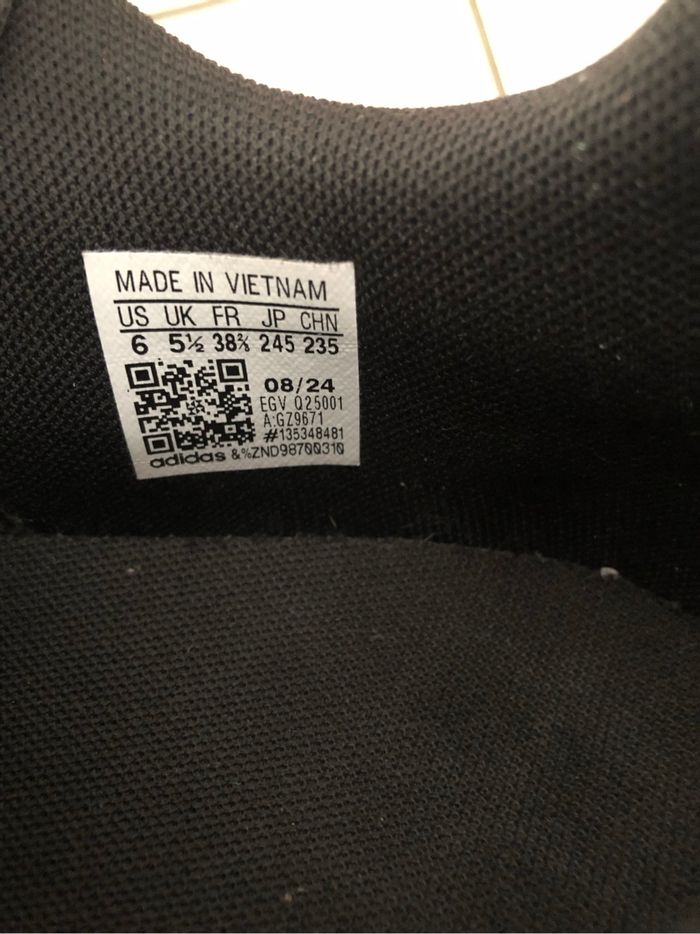 MADE IN VIETNAM
US UK FR JP CHN
6 5½ 38⅔ 245 235
08/24
EGV Q25001
A:GZ9671
#135348481
adidas &%ZND98700310